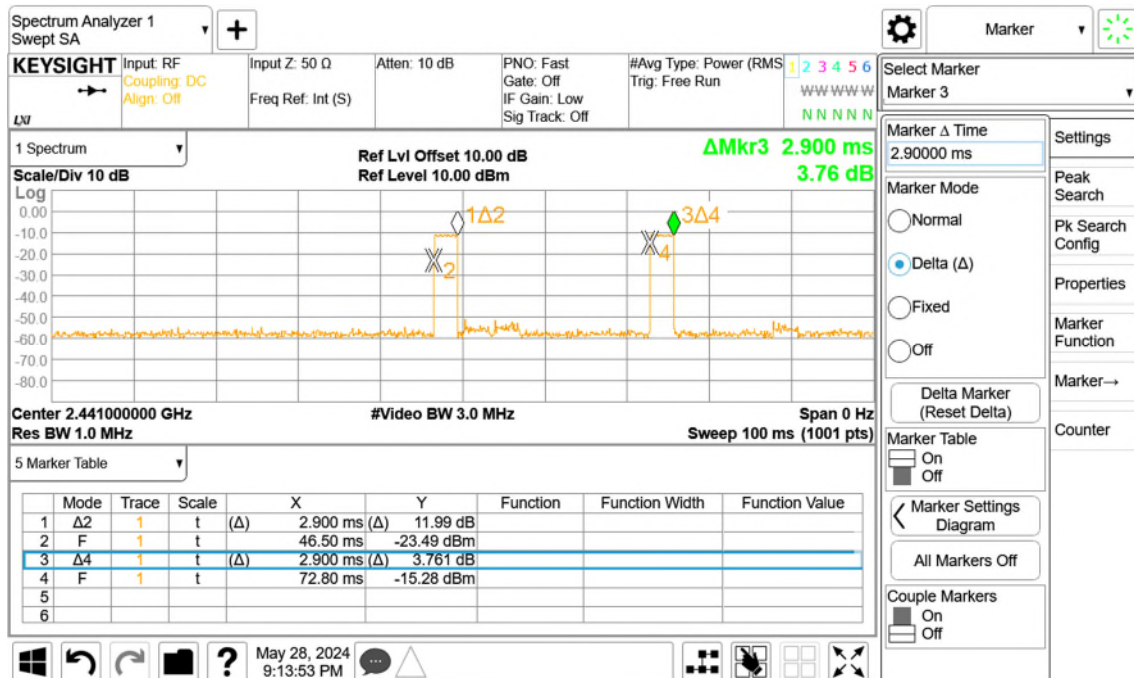 Spectrum Analyzer 1
Swept SA
+
Marker
KEYSIGHT
LXI
Input: RF
Coupling: DC
Align: Off
Input Z: 50 Ω
Freq Ref: Int (S)
Atten: 10 dB
PNO: Fast
Gate: Off
IF Gain: Low
Sig Track: Off
#Avg Type: Power (RMS
Trig: Free Run
1 2 3 4 5 6
W W W W W
N N N N N
Select Marker
Marker 3
1 Spectrum
Scale/Div 10 dB
Log
Ref Lvl Offset 10.00 dB
Ref Level 10.00 dBm
ΔMkr3 2.900 ms
3.76 dB
0.00
-10.0
-20.0
-30.0
-40.0
-50.0
-60.0
-70.0
-80.0
1Δ2
2
3Δ4
4
Center 2.441000000 GHz
#Video BW 3.0 MHz
Span 0 Hz
Res BW 1.0 MHz
Sweep 100 ms (1001 pts)
5 Marker Table
Mode Trace Scale X Y Function Function Width Function Value
1 Δ2 1 t (Δ) 2.900 ms (Δ) 11.99 dB
2 F 1 t 46.50 ms -23.49 dBm
3 Δ4 1 t (Δ) 2.900 ms (Δ) 3.761 dB
4 F 1 t 72.80 ms -15.28 dBm
5
6
?
May 28, 2024
9:13:53 PM
Marker Δ Time
2.90000 ms
Marker Mode
Normal
Delta (Δ)
Fixed
Off
Delta Marker
(Reset Delta)
Marker Table
On
Off
Marker Settings
Diagram
All Markers Off
Couple Markers
On
Off
Settings
Peak
Search
Pk Search
Config
Properties
Marker
Function
Marker→
Counter